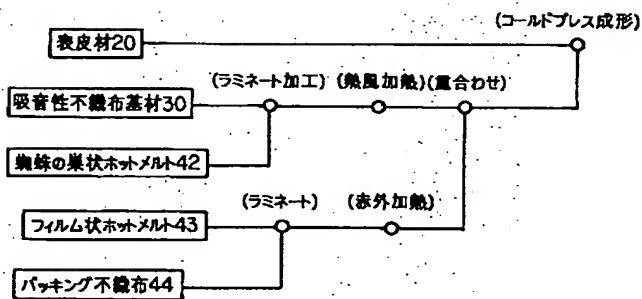 (コールドプレス成形)
表皮材20
(ラミネート加工) (熱風加熱)(重合わせ)
吸音性不織布基材30
蜘蛛の巣状ホットメルト42
(ラミネート) (赤外加熱)
フィルム状ホットメルト43
パッキング不織布44